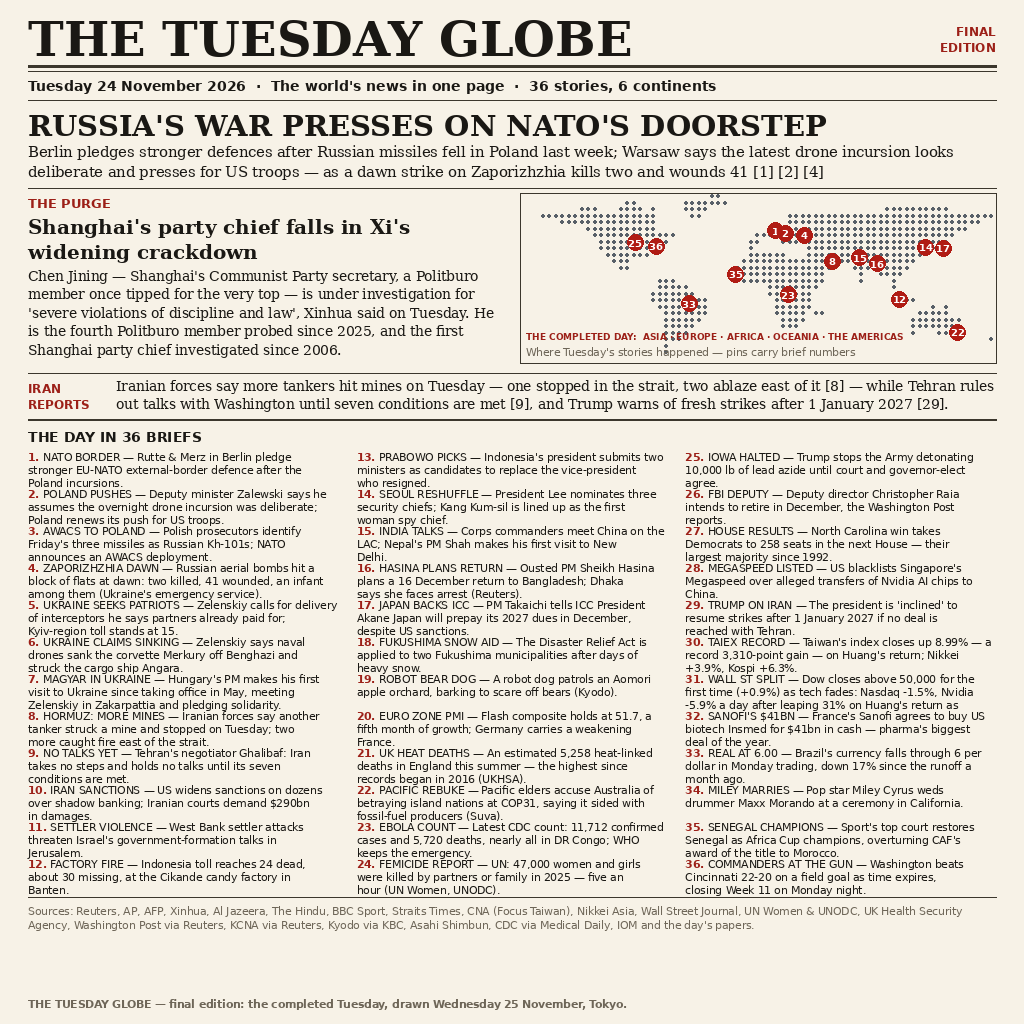 THE TUESDAY GLOBE
FINAL
EDITION
Tuesday 24 November 2026 · The world's news in one page · 36 stories, 6 continents
RUSSIA'S WAR PRESSES ON NATO'S DOORSTEP
Berlin pledges stronger defences after Russian missiles fell in Poland last week; Warsaw says the latest drone incursion looks
deliberate and presses for US troops — as a dawn strike on Zaporizhzhia kills two and wounds 41 [1] [2] [4]
THE PURGE
Shanghai's party chief falls in Xi's
widening crackdown
Chen Jining — Shanghai's Communist Party secretary, a Politburo
member once tipped for the very top — is under investigation for
'severe violations of discipline and law', Xinhua said on Tuesday. He
is the fourth Politburo member probed since 2025, and the first
Shanghai party chief investigated since 2006.
1 2 4
25 36
14 17
15
8 16
35
23
12
33
22
THE COMPLETED DAY: ASIA · EUROPE · AFRICA · OCEANIA · THE AMERICAS
Where Tuesday's stories happened — pins carry brief numbers
IRAN
REPORTS
Iranian forces say more tankers hit mines on Tuesday — one stopped in the strait, two ablaze east of it [8] — while Tehran rules
out talks with Washington until seven conditions are met [9], and Trump warns of fresh strikes after 1 January 2027 [29].
THE DAY IN 36 BRIEFS
1. NATO BORDER — Rutte & Merz in Berlin pledge
stronger EU-NATO external-border defence after the
Poland incursions.
2. POLAND PUSHES — Deputy minister Zalewski says he
assumes the overnight drone incursion was deliberate;
Poland renews its push for US troops.
3. AWACS TO POLAND — Polish prosecutors identify
Friday's three missiles as Russian Kh-101s; NATO
announces an AWACS deployment.
4. ZAPORIZHZHIA DAWN — Russian aerial bombs hit a
block of flats at dawn: two killed, 41 wounded, an infant
among them (Ukraine's emergency service).
5. UKRAINE SEEKS PATRIOTS — Zelenskiy calls for delivery
of interceptors he says partners already paid for;
Kyiv-region toll stands at 15.
6. UKRAINE CLAIMS SINKING — Zelenskiy says naval
drones sank the corvette Merkury off Benghazi and
struck the cargo ship Angara.
7. MAGYAR IN UKRAINE — Hungary's PM makes his first
visit to Ukraine since taking office in May, meeting
Zelenskiy in Zakarpattia and pledging solidarity.
8. HORMUZ: MORE MINES — Iranian forces say another
tanker struck a mine and stopped on Tuesday; two
more caught fire east of the strait.
9. NO TALKS YET — Tehran's negotiator Ghalibaf: Iran
takes no steps and holds no talks until its seven
conditions are met.
10. IRAN SANCTIONS — US widens sanctions on dozens
over shadow banking; Iranian courts demand $290bn
in damages.
11. SETTLER VIOLENCE — West Bank settler attacks
threaten Israel's government-formation talks in
Jerusalem.
12. FACTORY FIRE — Indonesia toll reaches 24 dead,
about 30 missing, at the Cikande candy factory in
Banten.
13. PRABOWO PICKS — Indonesia's president submits two
ministers as candidates to replace the vice-president
who resigned.
14. SEOUL RESHUFFLE — President Lee nominates three
security chiefs; Kang Kum-sil is lined up as the first
woman spy chief.
15. INDIA TALKS — Corps commanders meet China on the
LAC; Nepal's PM Shah makes his first visit to New
Delhi.
16. HASINA PLANS RETURN — Ousted PM Sheikh Hasina
plans a 16 December return to Bangladesh; Dhaka
says she faces arrest (Reuters).
17. JAPAN BACKS ICC — PM Takaichi tells ICC President
Akane Japan will prepay its 2027 dues in December,
despite US sanctions.
18. FUKUSHIMA SNOW AID — The Disaster Relief Act is
applied to two Fukushima municipalities after days of
heavy snow.
19. ROBOT BEAR DOG — A robot dog patrols an Aomori
apple orchard, barking to scare off bears (Kyodo).
20. EURO ZONE PMI — Flash composite holds at 51.7, a
fifth month of growth; Germany carries a weakening
France.
21. UK HEAT DEATHS — An estimated 5,258 heat-linked
deaths in England this summer — the highest since
records began in 2016 (UKHSA).
22. PACIFIC REBUKE — Pacific elders accuse Australia of
betraying island nations at COP31, saying it sided with
fossil-fuel producers (Suva).
23. EBOLA COUNT — Latest CDC count: 11,712 confirmed
cases and 5,720 deaths, nearly all in DR Congo; WHO
keeps the emergency.
24. FEMICIDE REPORT — UN: 47,000 women and girls
were killed by partners or family in 2025 — five an
hour (UN Women, UNODC).
25. IOWA HALTED — Trump stops the Army detonating
10,000 lb of lead azide until court and governor-elect
agree.
26. FBI DEPUTY — Deputy director Christopher Raia
intends to retire in December, the Washington Post
reports.
27. HOUSE RESULTS — North Carolina win takes
Democrats to 258 seats in the next House — their
largest majority since 1992.
28. MEGASPEED LISTED — US blacklists Singapore's
Megaspeed over alleged transfers of Nvidia AI chips to
China.
29. TRUMP ON IRAN — The president is 'inclined' to
resume strikes after 1 January 2027 if no deal is
reached with Tehran.
30. TAIEX RECORD — Taiwan's index closes up 8.99% — a
record 3,310-point gain — on Huang's return; Nikkei
+3.9%, Kospi +6.3%.
31. WALL ST SPLIT — Dow closes above 50,000 for the
first time (+0.9%) as tech fades: Nasdaq -1.5%, Nvidia
-5.9% a day after leaping 31% on Huang's return as
32. SANOFI'S $41BN — France's Sanofi agrees to buy US
biotech Insmed for $41bn in cash — pharma's biggest
deal of the year.
33. REAL AT 6.00 — Brazil's currency falls through 6 per
dollar in Monday trading, down 17% since the runoff a
month ago.
34. MILEY MARRIES — Pop star Miley Cyrus weds
drummer Maxx Morando at a ceremony in California.
35. SENEGAL CHAMPIONS — Sport's top court restores
Senegal as Africa Cup champions, overturning CAF's
award of the title to Morocco.
36. COMMANDERS AT THE GUN — Washington beats
Cincinnati 22-20 on a field goal as time expires,
closing Week 11 on Monday night.
Sources: Reuters, AP, AFP, Xinhua, Al Jazeera, The Hindu, BBC Sport, Straits Times, CNA (Focus Taiwan), Nikkei Asia, Wall Street Journal, UN Women & UNODC, UK Health Security
Agency, Washington Post via Reuters, KCNA via Reuters, Kyodo via KBC, Asahi Shimbun, CDC via Medical Daily, IOM and the day's papers.
THE TUESDAY GLOBE — final edition: the completed Tuesday, drawn Wednesday 25 November, Tokyo.